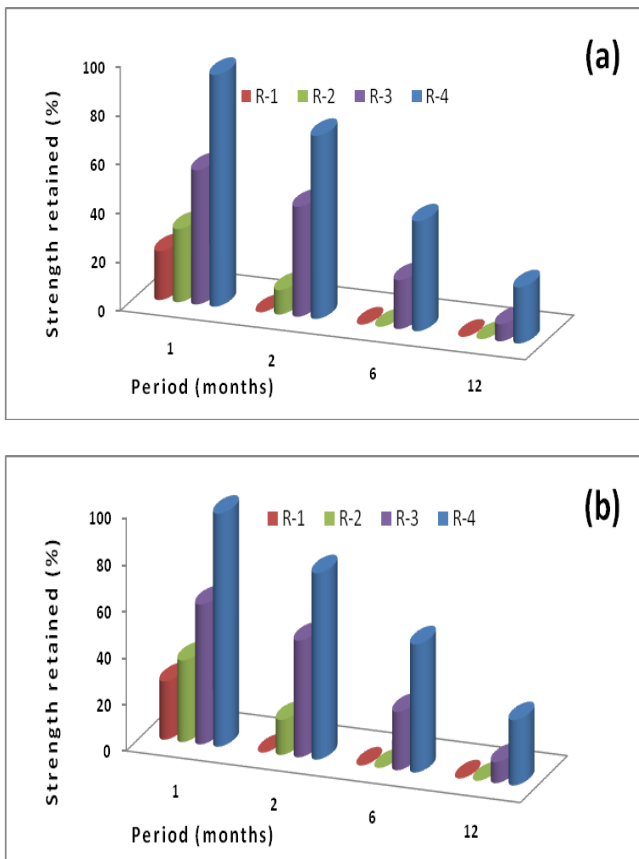 (a)
100
80
60
40
20
0
Strength retained (%)
R-1 R-2 R-3 R-4
1 2 6 12
Period (months)
(b)
100
80
60
40
20
0
Strength retained (%)
R-1 R-2 R-3 R-4
1 2 6 12
Period (months)